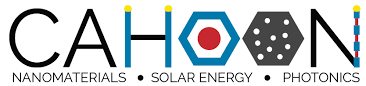 CAHOON
NANOMATERIALS • SOLAR ENERGY • PHOTONICS